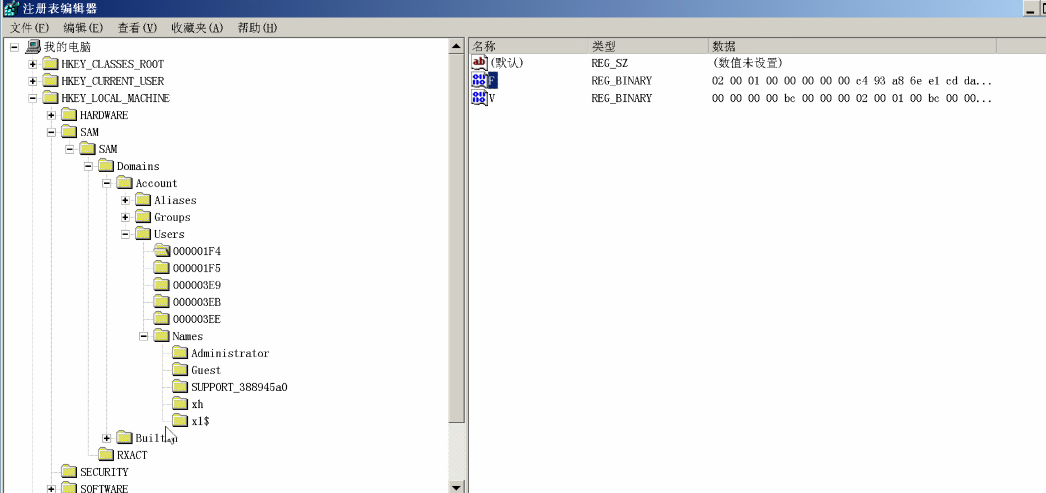 注册表编辑器
文件(F) 编辑(E) 查看(V) 收藏夹(A) 帮助(H)
我的电脑
HKEY_CLASSES_ROOT
HKEY_CURRENT_USER
HKEY_LOCAL_MACHINE
HARDWARE
SAM
SAM
Domains
Account
Aliases
Groups
Users
000001F4
000001F5
000003E9
000003EB
000003EE
Names
Administrator
Guest
SUPPORT_388945a0
xh
xl$
Builtin
RXACT
SECURITY
SOFTWARE
名称 类型 数据
(默认) REG_SZ (数值未设置)
F REG_BINARY 02 00 01 00 00 00 00 00 c4 93 a8 6e e1 cd da...
V REG_BINARY 00 00 00 00 bc 00 00 00 02 00 01 00 bc 00 00...